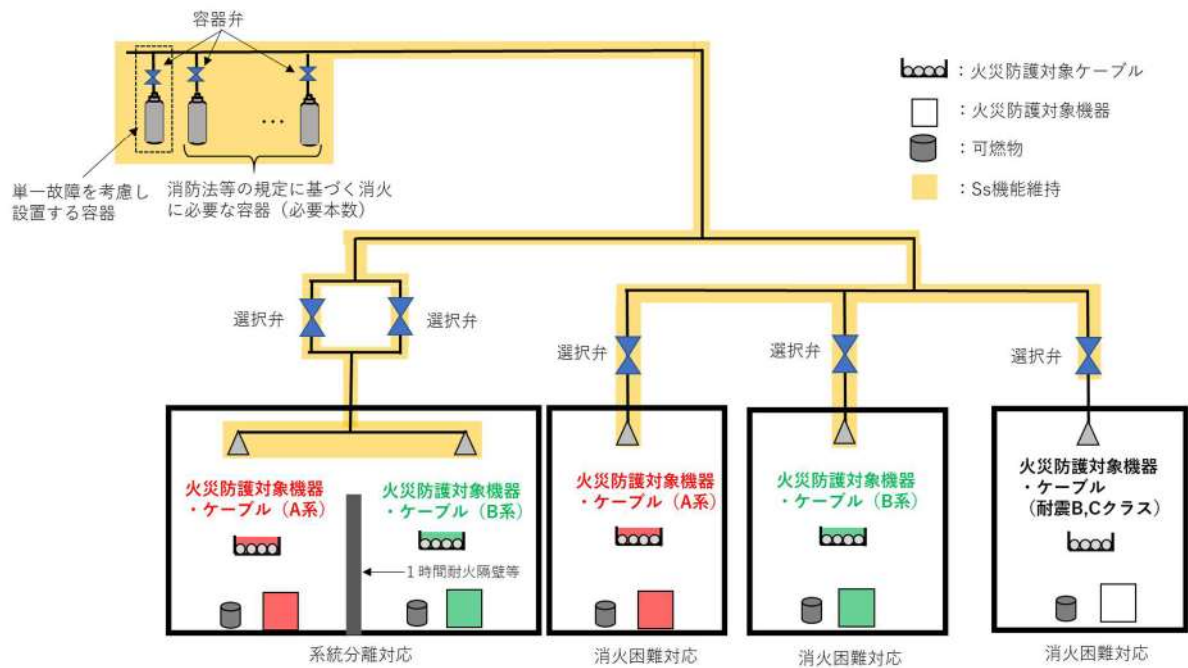 容器弁
…
単一故障を考慮し
設置する容器
消防法等の規定に基づく消火
に必要な容器（必要本数）
：火災防護対象ケーブル
：火災防護対象機器
：可燃物
：Ss機能維持
選択弁
選択弁
選択弁
選択弁
選択弁
火災防護対象機器
・ケーブル（A系）
火災防護対象機器
・ケーブル（B系）
1時間耐火隔壁等
系統分離対応
火災防護対象機器
・ケーブル（A系）
消火困難対応
火災防護対象機器
・ケーブル（B系）
消火困難対応
火災防護対象機器
・ケーブル
（耐震B,Cクラス）
消火困難対応